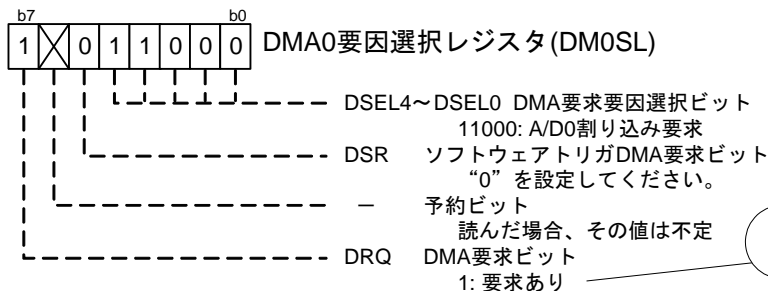 b7 b0
1 0 1 1 0 0 0 DMA0要因選択レジスタ(DM0SL)
DSEL4～DSEL0 DMA要求要因選択ビット
11000: A/D0割り込み要求
DSR ソフトウェアトリガDMA要求ビット
“0”を設定してください。
－ 予約ビット
読んだ場合、その値は不定
DRQ DMA要求ビット
1: 要求あり